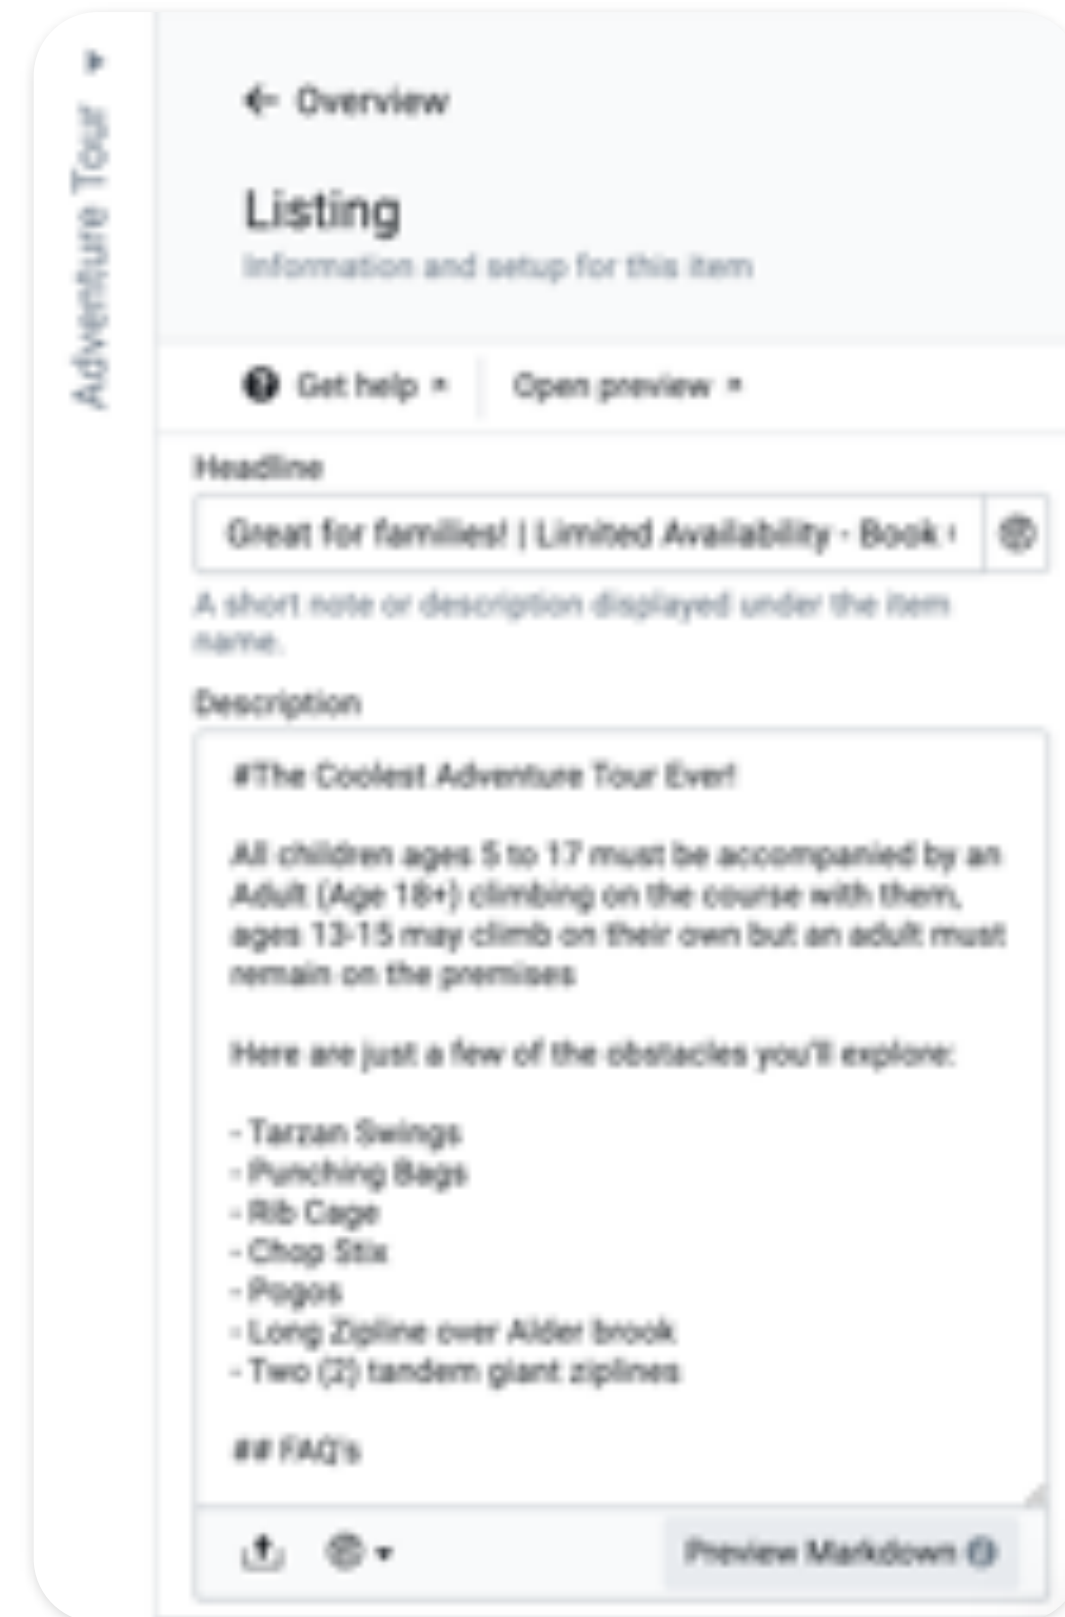 Adventure Tour
Overview
Listing
Information and setup for this item
Get help
Open preview
Headline
Great for families! | Limited Availability - Book
A short note or description displayed under the item
name.
Description
#The Coolest Adventure Tour Ever!
All children ages 5 to 17 must be accompanied by an
Adult (Age 18+) climbing on the course with them,
ages 13-15 may climb on their own but an adult must
remain on the premises
Here are just a few of the obstacles you'll explore:
- Tarzan Swings
- Punching Bags
- Rib Cage
- Chop Stix
- Pogos
- Long Zipline over Alder brook
- Two (2) tandem giant ziplines
## FAQ's
Preview Markdown